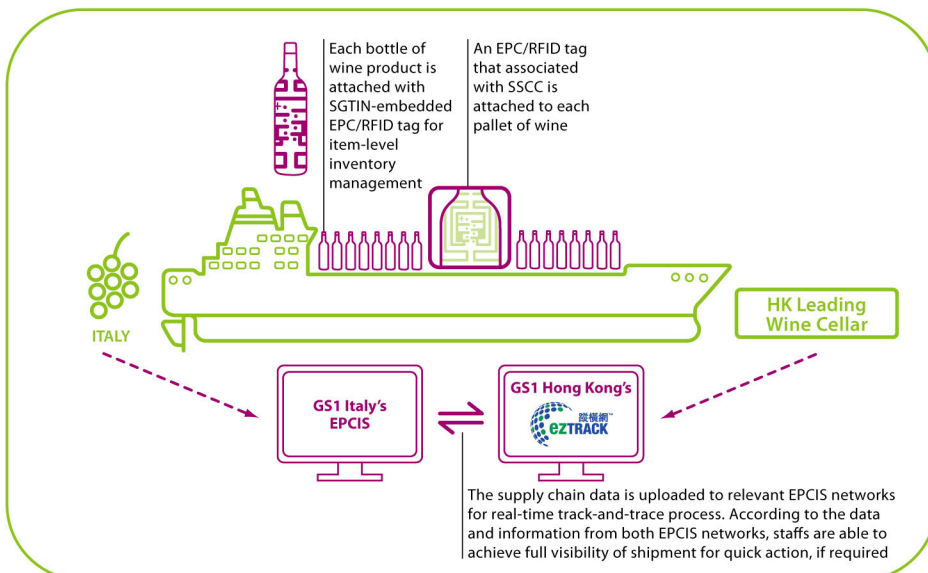 Each bottle of
wine product is
attached with
SGTIN-embedded
EPC/RFID tag for
item-level
inventory
management
An EPC/RFID tag
that associated
with SSCC is
attached to each
pallet of wine
ITALY
HK Leading
Wine Cellar
GS1 Italy's
EPCIS
GS1 Hong Kong's
蹤橫網™
ezTRACK
The supply chain data is uploaded to relevant EPCIS networks
for real-time track-and-trace process. According to the data
and information from both EPCIS networks, staffs are able to
achieve full visibility of shipment for quick action, if required